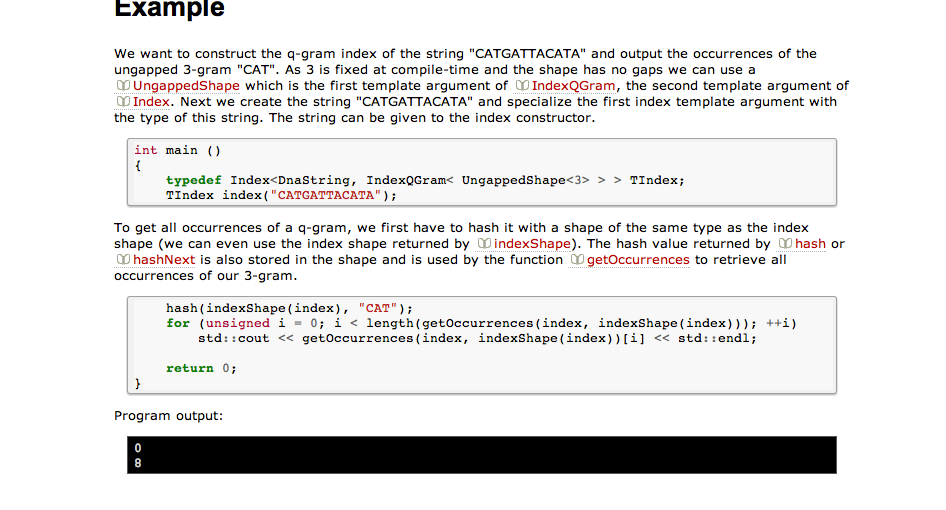 Example
We want to construct the q-gram index of the string "CATGATTACATA" and output the occurrences of the
ungapped 3-gram "CAT". As 3 is fixed at compile-time and the shape has no gaps we can use a
UngappedShape which is the first template argument of IndexQGram, the second template argument of
Index. Next we create the string "CATGATTACATA" and specialize the first index template argument with
the type of this string. The string can be given to the index constructor.
int main ()
{
    typedef Index<DnaString, IndexQGram< UngappedShape<3> > > TIndex;
    TIndex index("CATGATTACATA");
To get all occurrences of a q-gram, we first have to hash it with a shape of the same type as the index
shape (we can even use the index shape returned by indexShape). The hash value returned by hash or
hashNext is also stored in the shape and is used by the function getOccurrences to retrieve all
occurrences of our 3-gram.
    hash(indexShape(index), "CAT");
    for (unsigned i = 0; i < length(getOccurrences(index, indexShape(index))); ++i)
        std::cout << getOccurrences(index, indexShape(index))[i] << std::endl;
    return 0;
}
Program output:
0
8